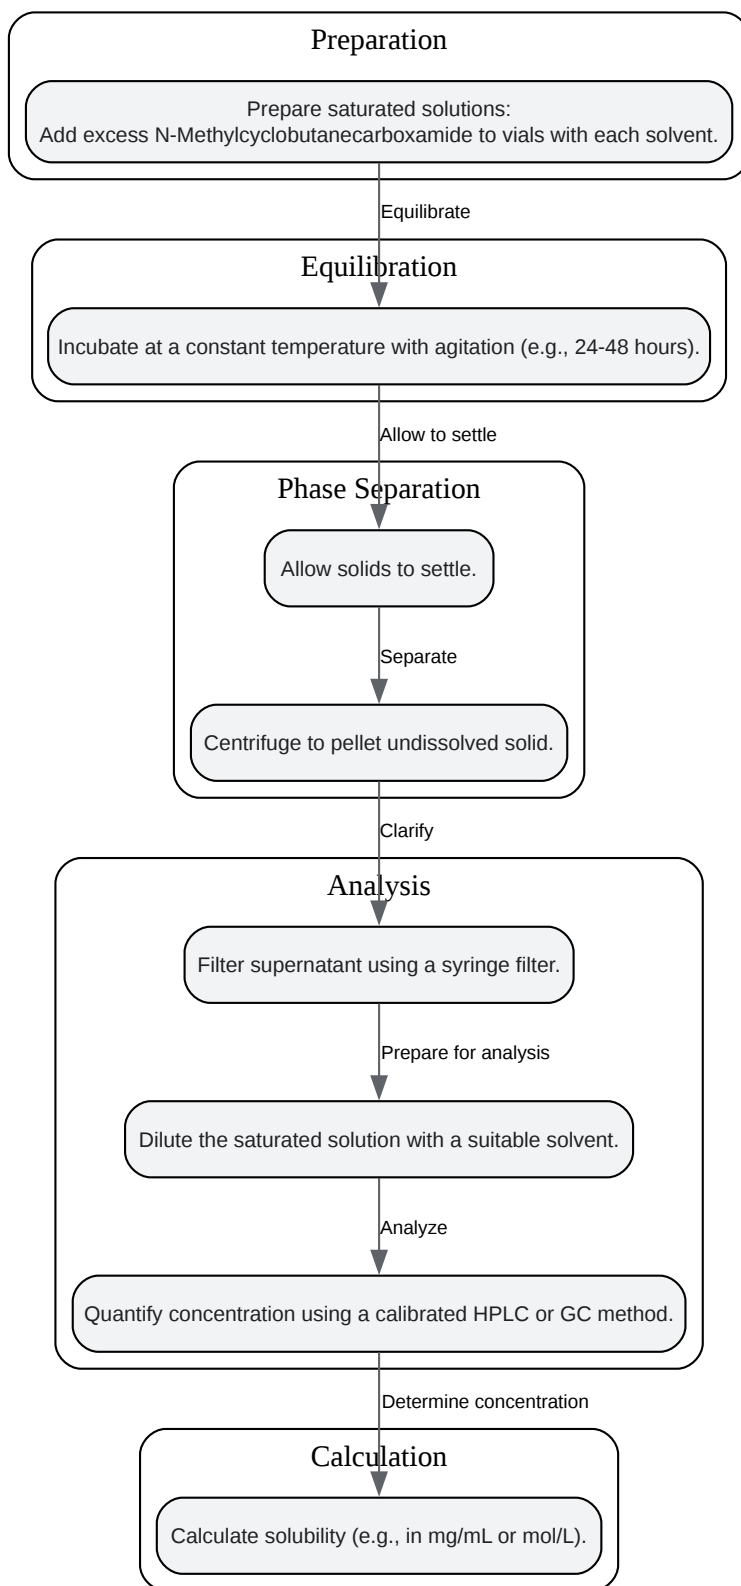 Preparation
Prepare saturated solutions:
Add excess N-Methylcyclobutanecarboxamide to vials with each solvent.
Equilibrate
Equilibration
Incubate at a constant temperature with agitation (e.g., 24-48 hours).
Allow to settle
Phase Separation
Allow solids to settle.
Separate
Centrifuge to pellet undissolved solid.
Clarify
Analysis
Filter supernatant using a syringe filter.
Prepare for analysis
Dilute the saturated solution with a suitable solvent.
Analyze
Quantify concentration using a calibrated HPLC or GC method.
Determine concentration
Calculation
Calculate solubility (e.g., in mg/mL or mol/L).